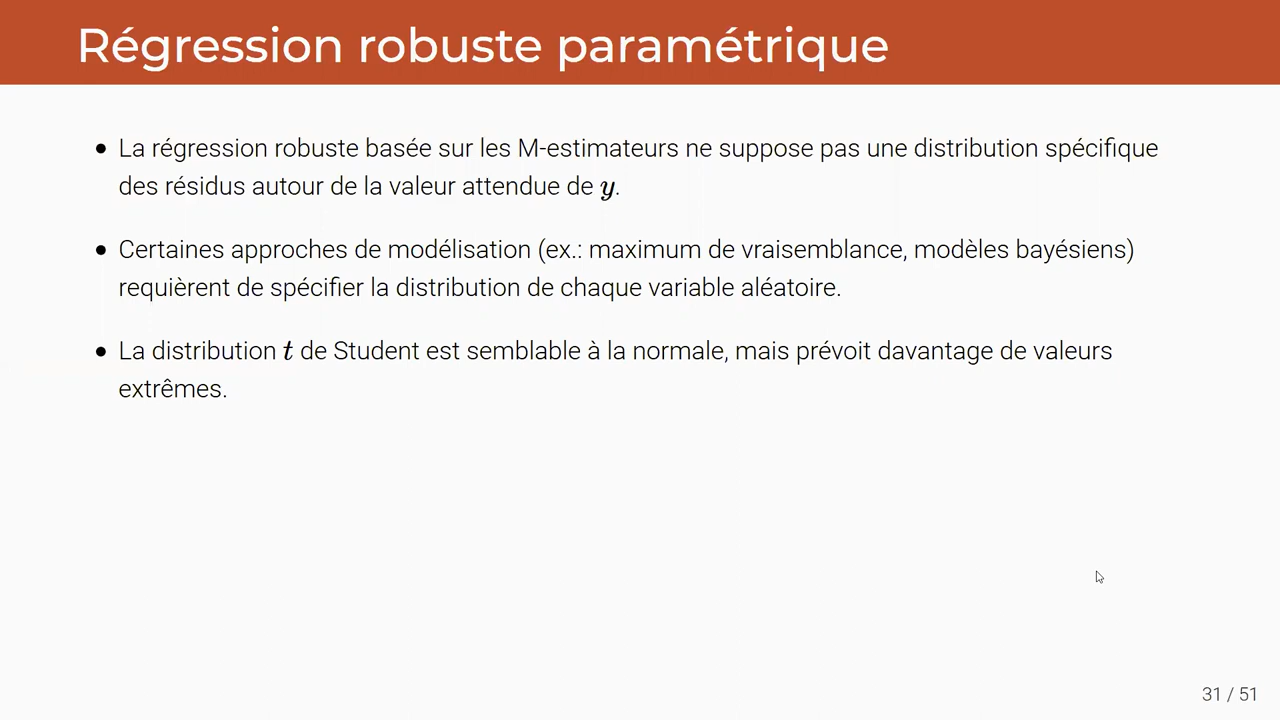 Régression robuste paramétrique
• La régression robuste basée sur les M-estimateurs ne suppose pas une distribution spécifique
des résidus autour de la valeur attendue de y.
• Certaines approches de modélisation (ex.: maximum de vraisemblance, modèles bayésiens)
requièrent de spécifier la distribution de chaque variable aléatoire.
• La distribution t de Student est semblable à la normale, mais prévoit davantage de valeurs
extrêmes.
31 / 51